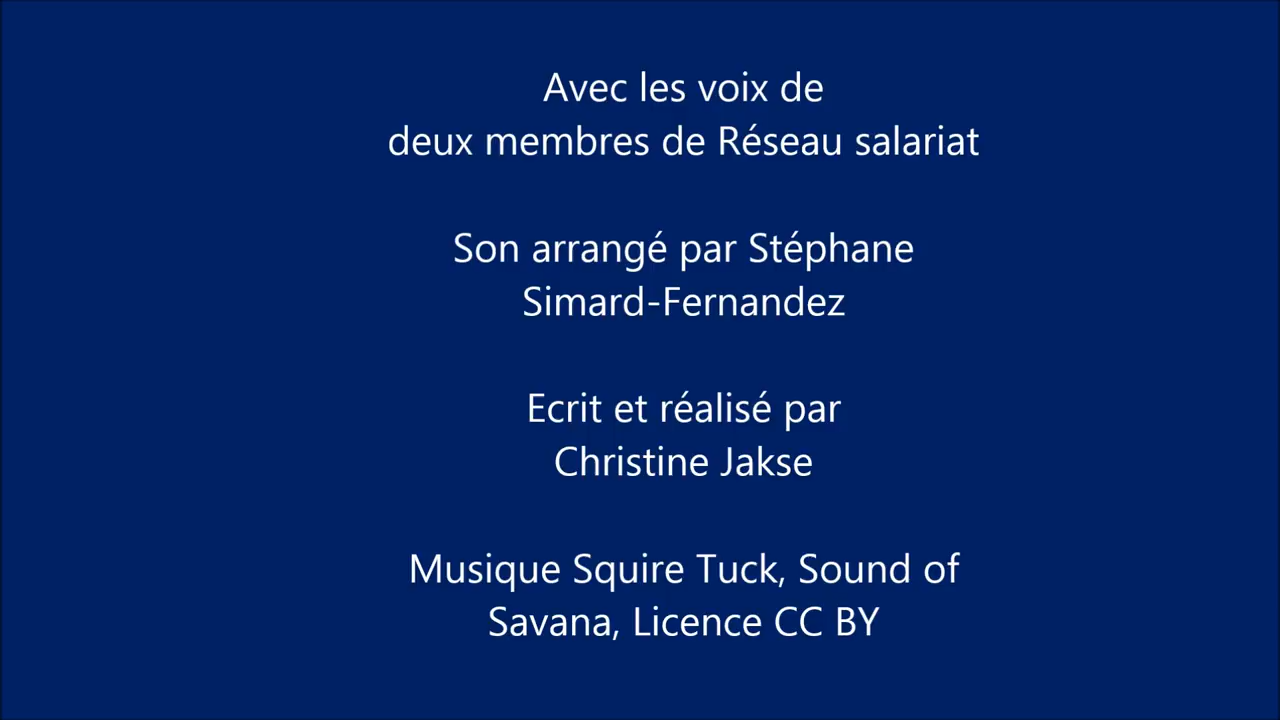 Avec les voix de
deux membres de Réseau salariat
Son arrangé par Stéphane
Simard-Fernandez
Ecrit et réalisé par
Christine Jakse
Musique Squire Tuck, Sound of
Savana, Licence CC BY